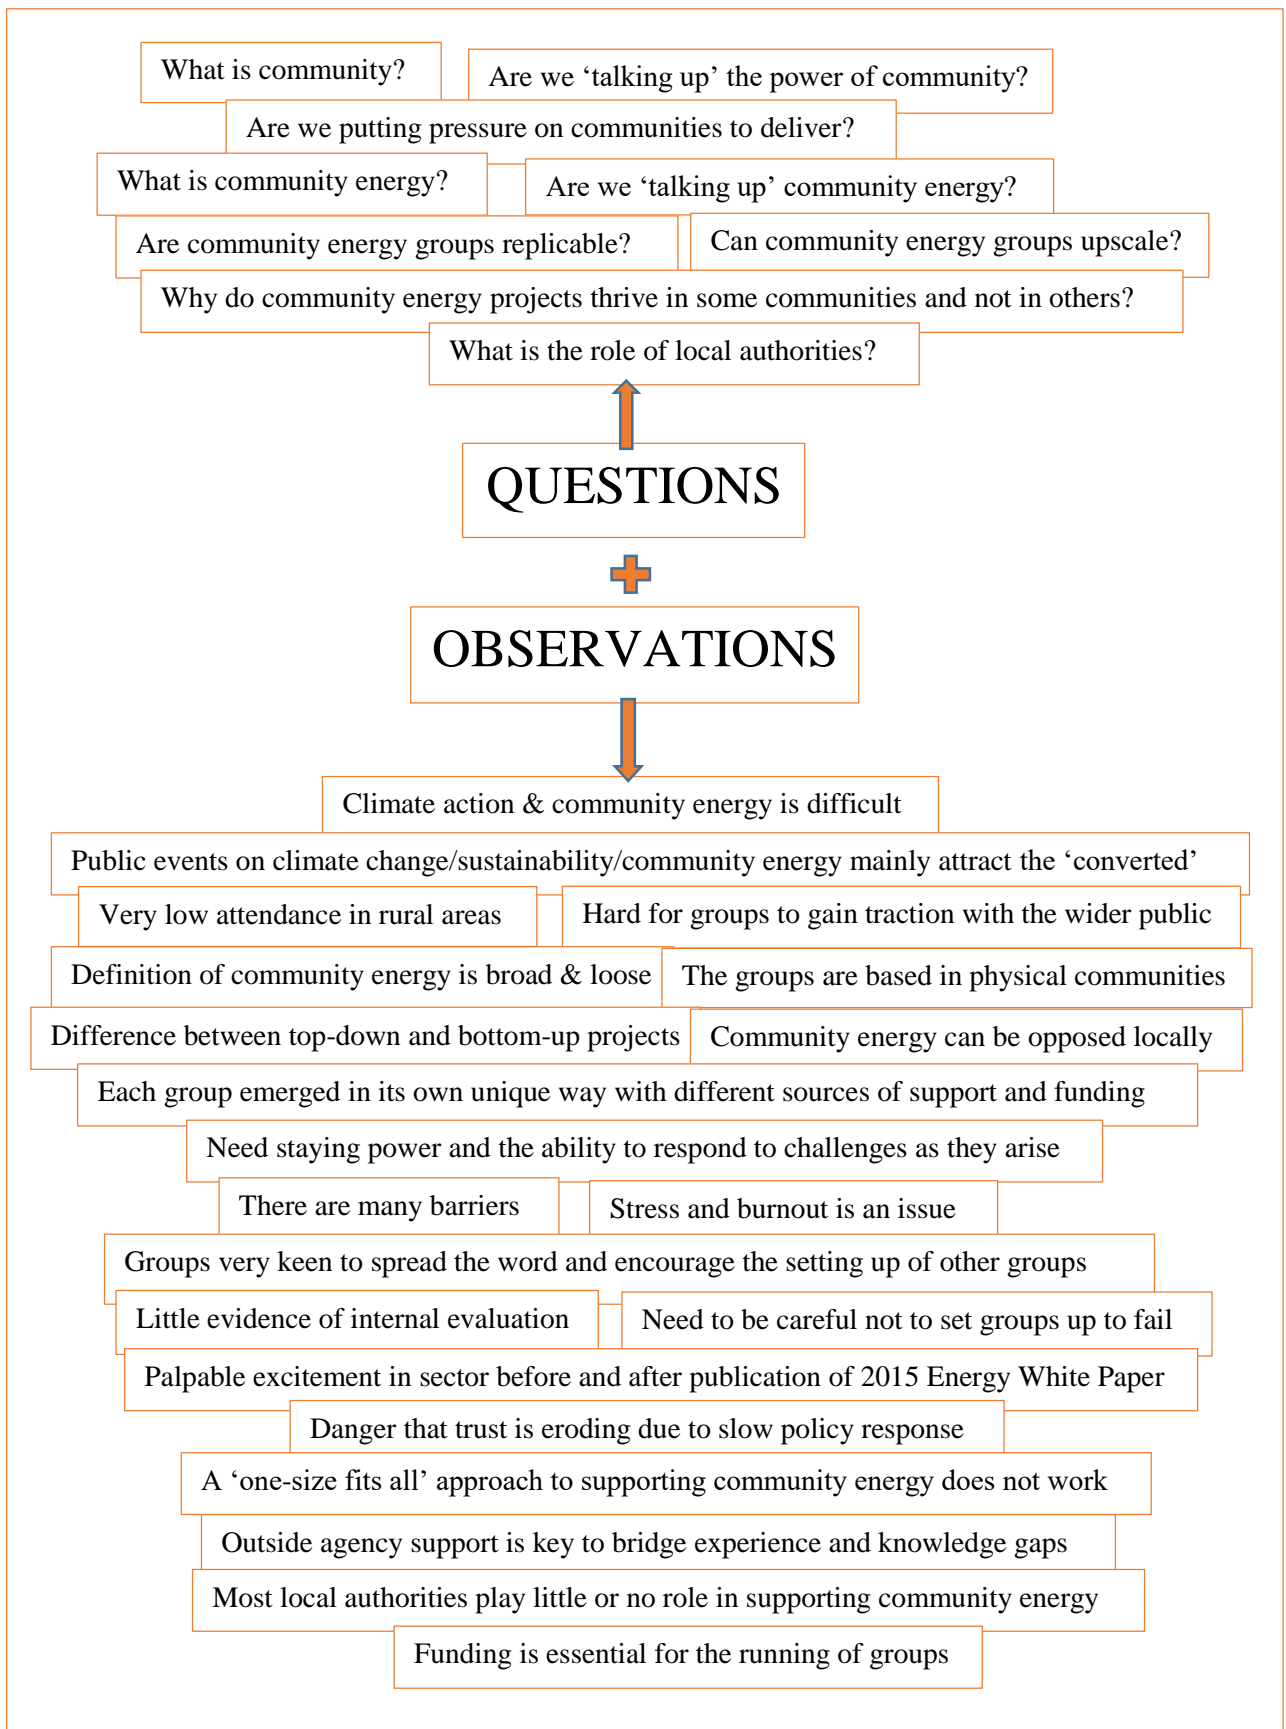 What is community?
Are we ‘talking up’ the power of community?
Are we putting pressure on communities to deliver?
What is community energy?
Are we ‘talking up’ community energy?
Are community energy groups replicable?
Can community energy groups upscale?
Why do community energy projects thrive in some communities and not in others?
What is the role of local authorities?
QUESTIONS
OBSERVATIONS
Climate action & community energy is difficult
Public events on climate change/sustainability/community energy mainly attract the ‘converted’
Very low attendance in rural areas
Hard for groups to gain traction with the wider public
Definition of community energy is broad & loose
The groups are based in physical communities
Difference between top-down and bottom-up projects
Community energy can be opposed locally
Each group emerged in its own unique way with different sources of support and funding
Need staying power and the ability to respond to challenges as they arise
There are many barriers
Stress and burnout is an issue
Groups very keen to spread the word and encourage the setting up of other groups
Little evidence of internal evaluation
Need to be careful not to set groups up to fail
Palpable excitement in sector before and after publication of 2015 Energy White Paper
Danger that trust is eroding due to slow policy response
A ‘one-size fits all’ approach to supporting community energy does not work
Outside agency support is key to bridge experience and knowledge gaps
Most local authorities play little or no role in supporting community energy
Funding is essential for the running of groups